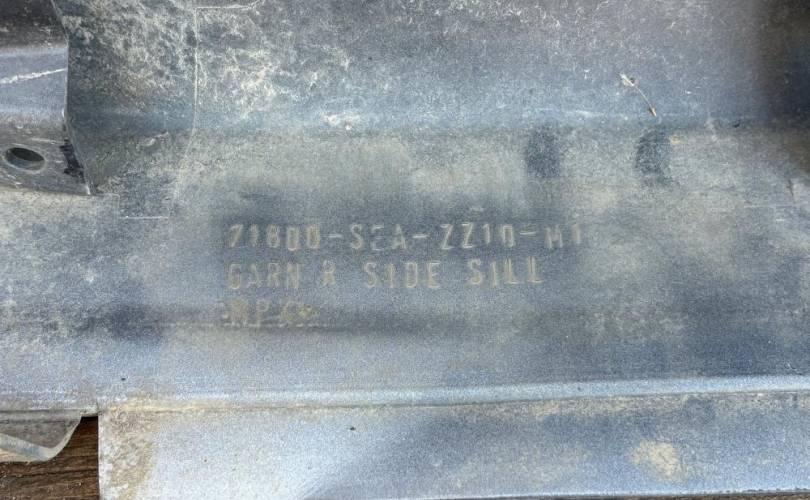 71800-SEA-ZZ10-M1
GARN R SIDE SILL